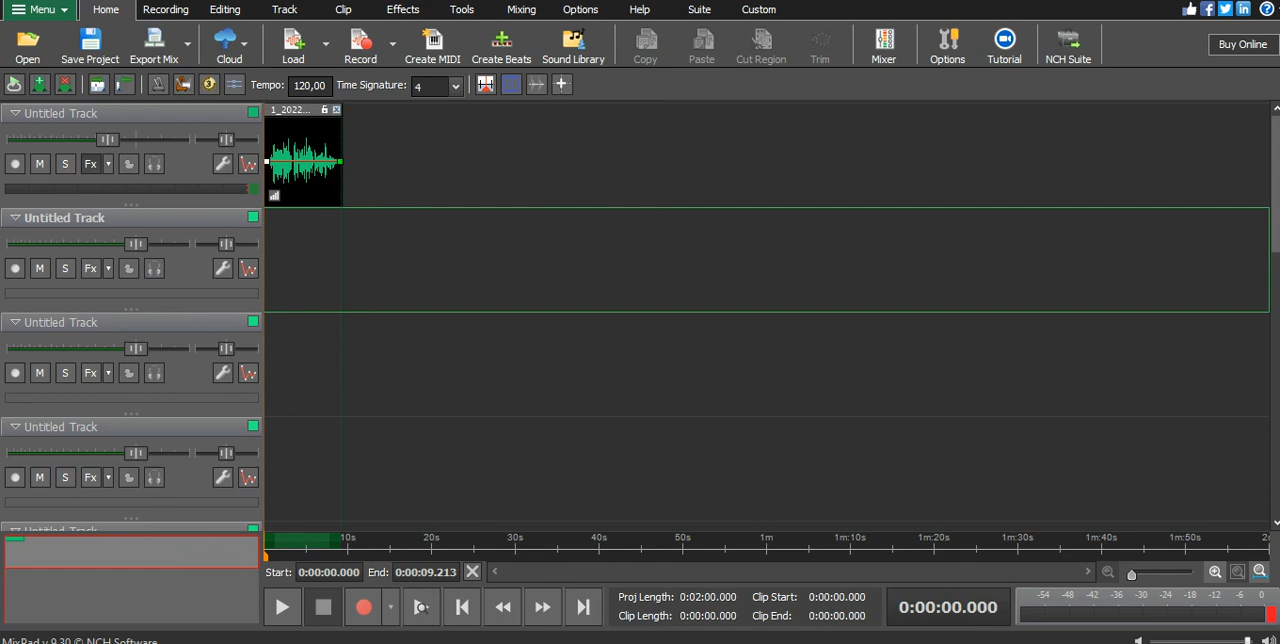 Menu Home Recording Editing Track Clip Effects Tools Mixing Options Help Suite Custom
Open Save Project Export Mix Cloud Load Record Create MIDI Create Beats Sound Library Copy Paste Cut Region Trim Mixer Options Tutorial NCH Suite Buy Online
Tempo: 120,00 Time Signature: 4
Untitled Track 1_2022...
M S Fx
Untitled Track
M S Fx
Untitled Track
M S Fx
Untitled Track
M S Fx
Untitled Track
10s 20s 30s 40s 50s 1m 1m:10s 1m:20s 1m:30s 1m:40s 1m:50s
Start: 0:00:00.000 End: 0:00:09.213
Proj Length: 0:02:00.000 Clip Start: 0:00:00.000
Clip Length: 0:00:00.000 Clip End: 0:00:00.000
0:00:00.000
-54 -48 -42 -36 -30 -24 -18 -12 -6 0
MixPad v 9.30 © NCH Software